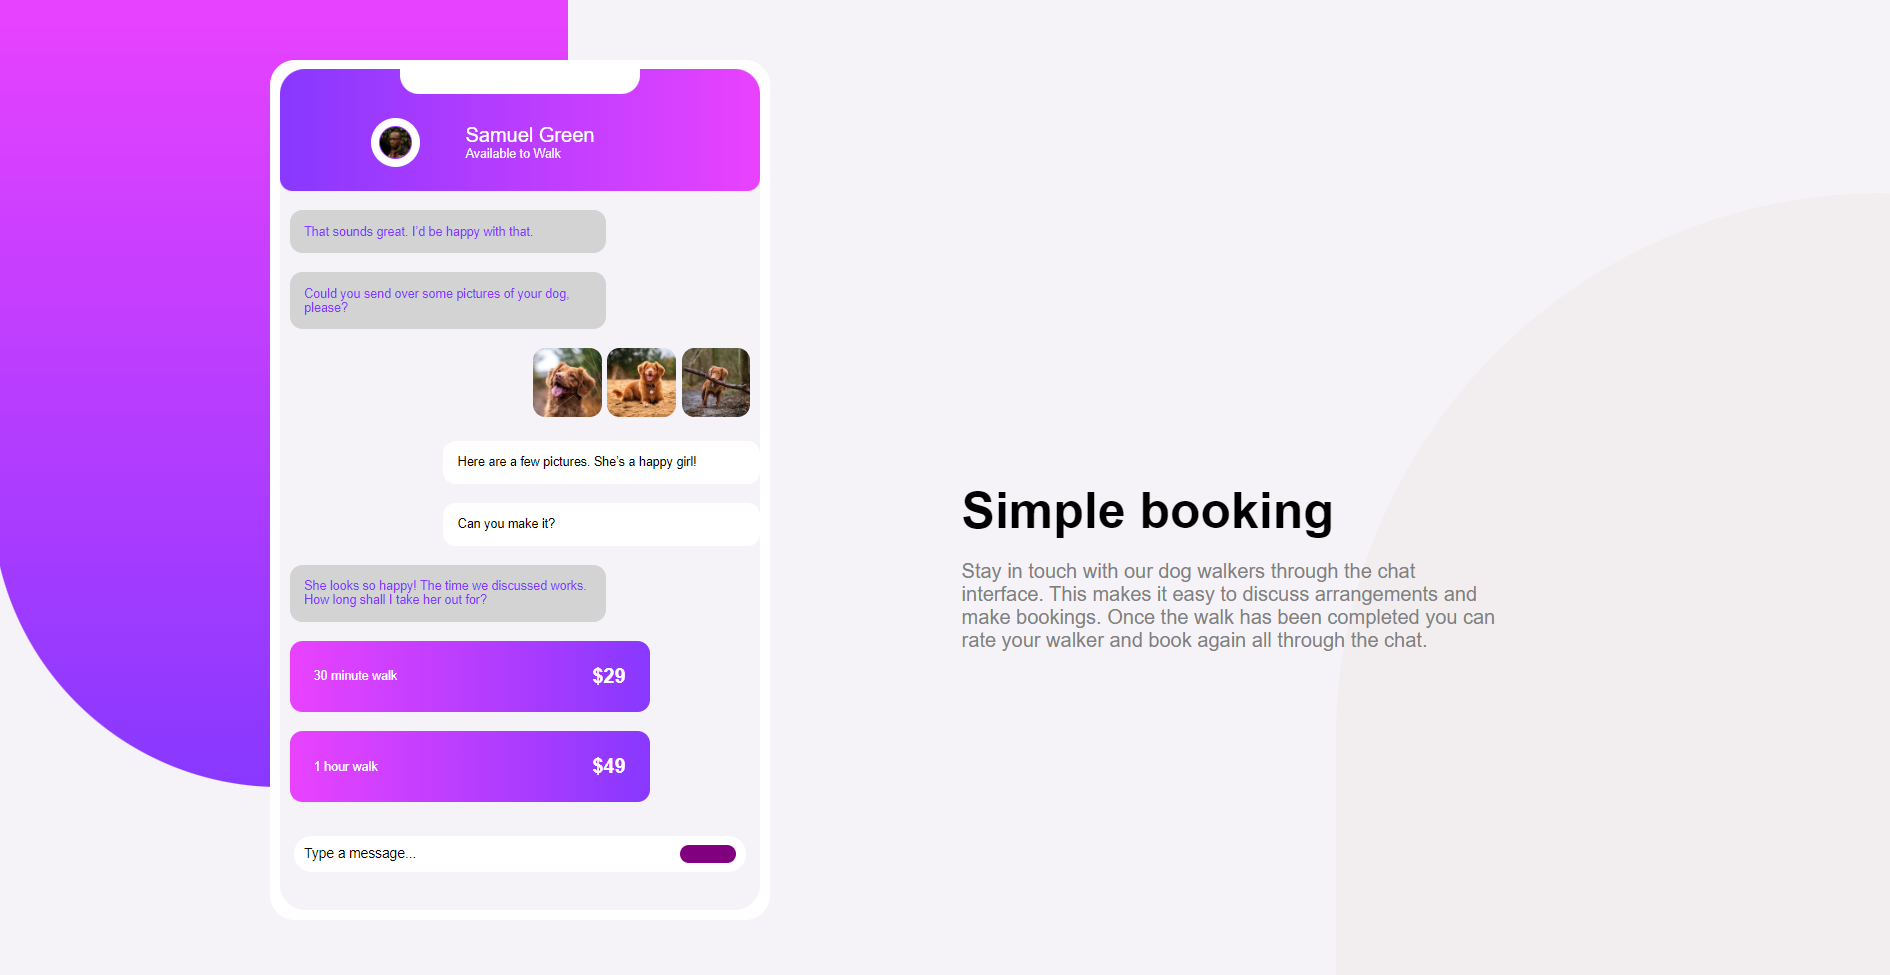 Samuel Green
Available to Walk
That sounds great. I’d be happy with that.
Could you send over some pictures of your dog,
please?
Here are a few pictures. She’s a happy girl!
Can you make it?
She looks so happy! The time we discussed works.
How long shall I take her out for?
30 minute walk $29
1 hour walk $49
Type a message...
Simple booking
Stay in touch with our dog walkers through the chat
interface. This makes it easy to discuss arrangements and
make bookings. Once the walk has been completed you can
rate your walker and book again all through the chat.